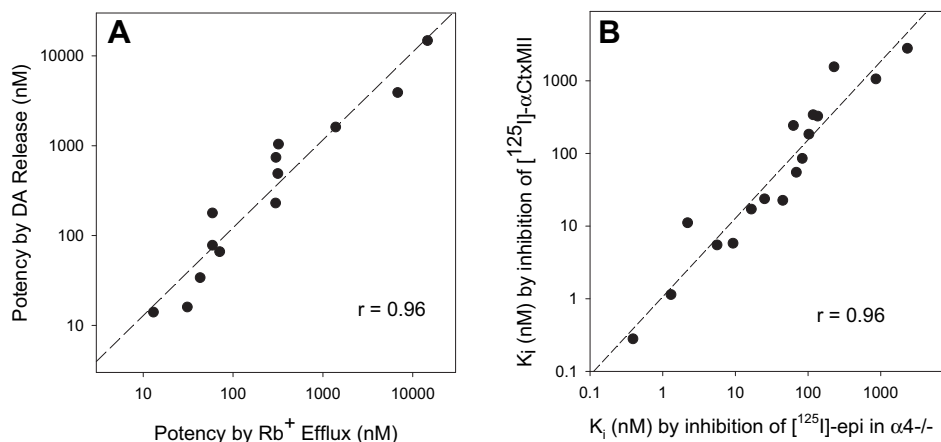 A
Potency by DA Release (nM)
10000
1000
100
10
r = 0.96
10 100 1000 10000
Potency by Rb⁺ Efflux (nM)
B
Kᵢ (nM) by inhibition of [¹²⁵I]-αCtxMII
1000
100
10
1
0.1
r = 0.96
0.1 1 10 100 1000
Kᵢ (nM) by inhibition of [¹²⁵I]-epi in α4-/-